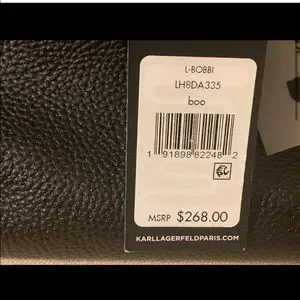 L-BOBBI
LH8DA335
boo
1 91898 82248 2
MSRP $268.00
KARLLAGERFELDPARIS.COM